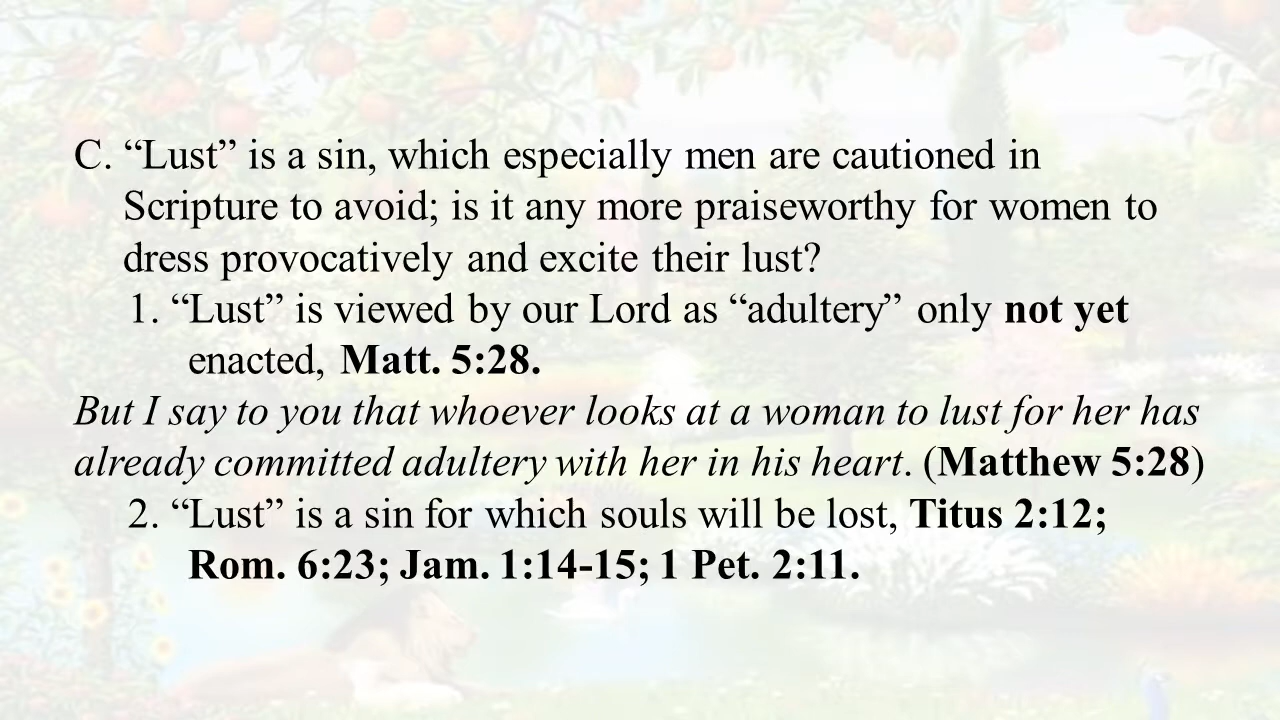 C. “Lust” is a sin, which especially men are cautioned in
Scripture to avoid; is it any more praiseworthy for women to
dress provocatively and excite their lust?
1. “Lust” is viewed by our Lord as “adultery” only not yet
enacted, Matt. 5:28.
But I say to you that whoever looks at a woman to lust for her has
already committed adultery with her in his heart. (Matthew 5:28)
2. “Lust” is a sin for which souls will be lost, Titus 2:12;
Rom. 6:23; Jam. 1:14-15; 1 Pet. 2:11.